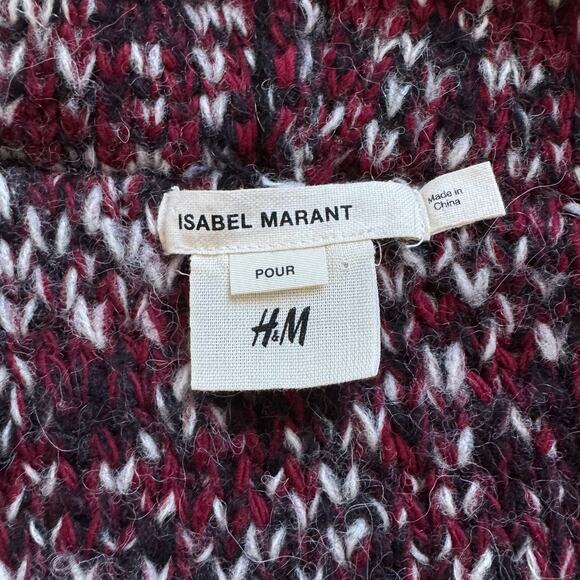 ISABEL MARANT
Made in
China
POUR
H&M